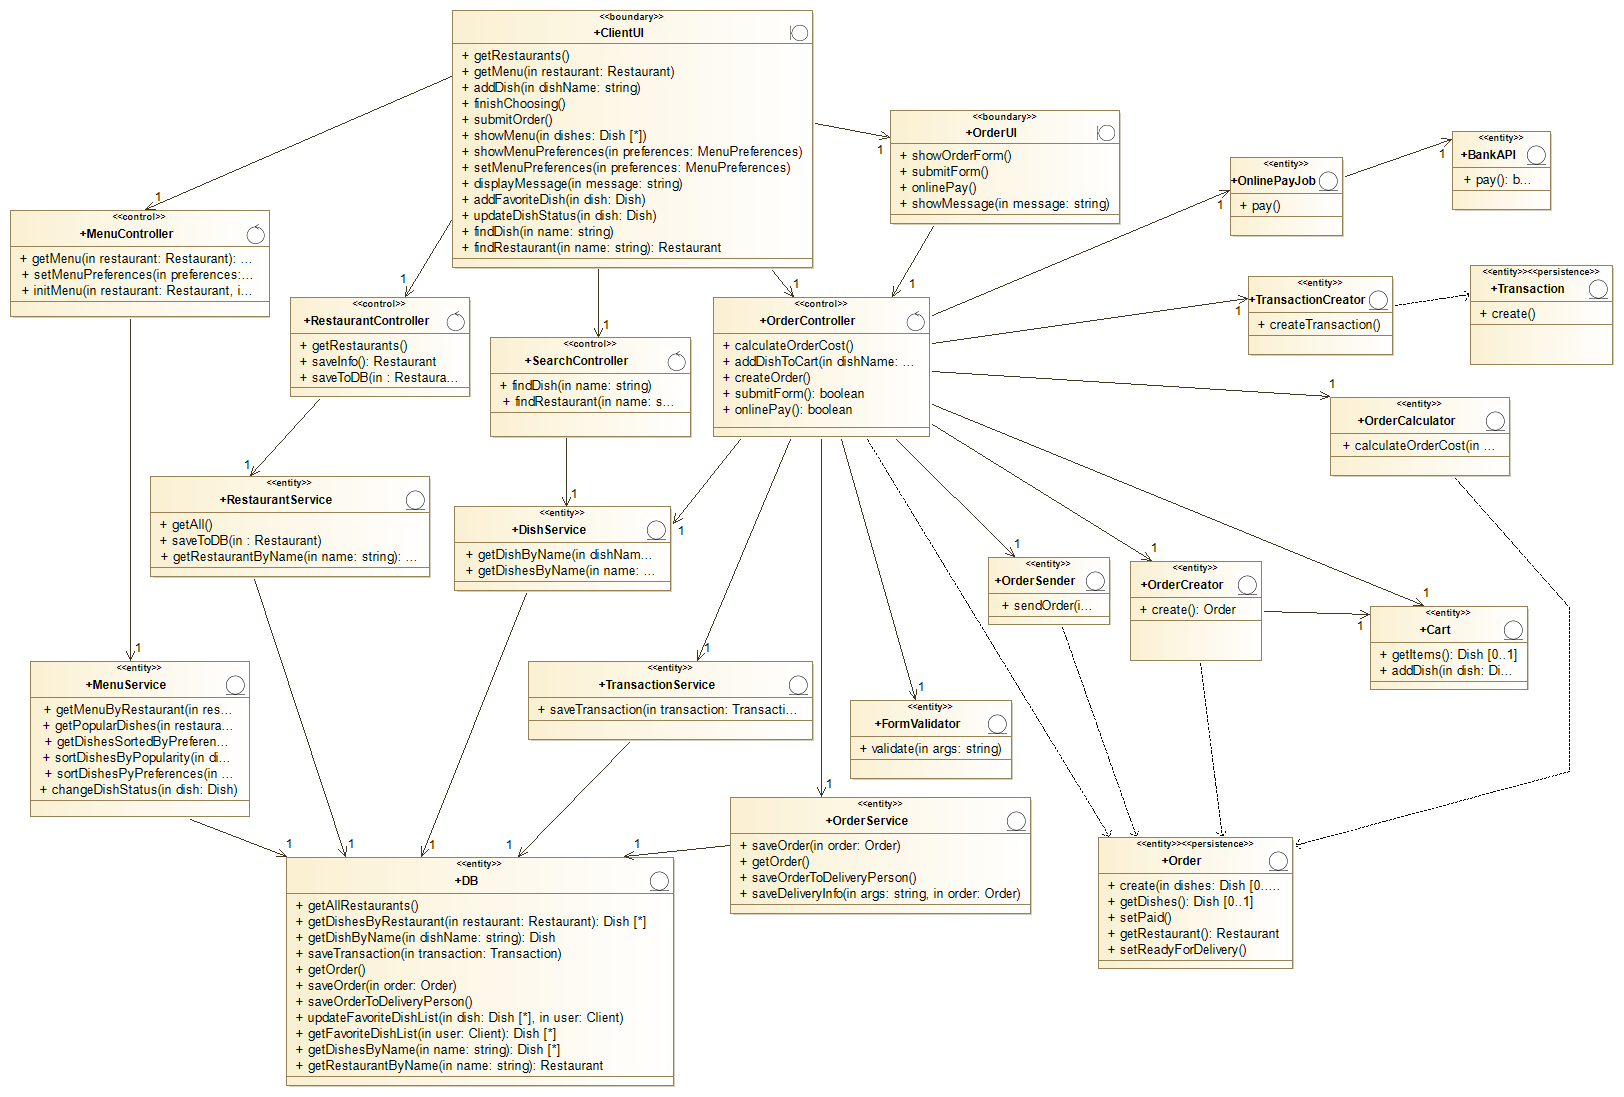 <<boundary>>
+ClientUI
+ getRestaurants()
+ getMenu(in restaurant: Restaurant)
+ addDish(in dishName: string)
+ finishChoosing()
+ submitOrder()
+ showMenu(in dishes: Dish [*])
+ showMenuPreferences(in preferences: MenuPreferences)
+ setMenuPreferences(in preferences: MenuPreferences)
+ displayMessage(in message: string)
+ addFavoriteDish(in dish: Dish)
+ updateDishStatus(in dish: Dish)
+ findDish(in name: string)
+ findRestaurant(in name: string): Restaurant
<<boundary>>
+OrderUI
+ showOrderForm()
+ submitForm()
+ onlinePay()
+ showMessage(in message: string)
1
<<entity>>
+OnlinePayJob
+ pay()
1
<<entity>>
+BankAPI
+ pay(): b...
1
<<control>>
+MenuController
+ getMenu(in restaurant: Restaurant): ...
+ setMenuPreferences(in preferences:...
+ initMenu(in restaurant: Restaurant, i...
1
<<control>>
+RestaurantController
+ getRestaurants()
+ saveInfo(): Restaurant
+ saveToDB(in : Restaura...
1
<<control>>
+SearchController
+ findDish(in name: string)
+ findRestaurant(in name: s...
1
<<control>>
+OrderController
+ calculateOrderCost()
+ addDishToCart(in dishName: ...
+ createOrder()
+ submitForm(): boolean
+ onlinePay(): boolean
1
1
<<entity>>
+TransactionCreator
+ createTransaction()
1
<<entity>><<persistence>>
+Transaction
+ create()
<<entity>>
+OrderCalculator
+ calculateOrderCost(in ...
1
<<entity>>
+RestaurantService
+ getAll()
+ saveToDB(in : Restaurant)
+ getRestaurantByName(in name: string): ...
1
<<entity>>
+DishService
+ getDishByName(in dishNam...
+ getDishesByName(in name: ...
1
1
<<entity>>
+OrderSender
+ sendOrder(i...
1
<<entity>>
+OrderCreator
+ create(): Order
1
<<entity>>
+Cart
+ getItems(): Dish [0..1]
+ addDish(in dish: Di...
1
1
<<entity>>
+MenuService
+ getMenuByRestaurant(in res...
+ getPopularDishes(in restaura...
+ getDishesSortedByPreferen...
+ sortDishesByPopularity(in di...
+ sortDishesPyPreferences(in ...
+ changeDishStatus(in dish: Dish)
1
<<entity>>
+TransactionService
+ saveTransaction(in transaction: Transacti...
1
<<entity>>
+FormValidator
+ validate(in args: string)
1
<<entity>>
+OrderService
+ saveOrder(in order: Order)
+ getOrder()
+ saveOrderToDeliveryPerson()
+ saveDeliveryInfo(in args: string, in order: Order)
1
<<entity>><<persistence>>
+Order
+ create(in dishes: Dish [0.....
+ getDishes(): Dish [0..1]
+ setPaid()
+ getRestaurant(): Restaurant
+ setReadyForDelivery()
1
1
1
1
1
<<entity>>
+DB
+ getAllRestaurants()
+ getDishesByRestaurant(in restaurant: Restaurant): Dish [*]
+ getDishByName(in dishName: string): Dish
+ saveTransaction(in transaction: Transaction)
+ getOrder()
+ saveOrder(in order: Order)
+ saveOrderToDeliveryPerson()
+ updateFavoriteDishList(in dish: Dish [*], in user: Client)
+ getFavoriteDishList(in user: Client): Dish [*]
+ getDishesByName(in name: string): Dish [*]
+ getRestaurantByName(in name: string): Restaurant